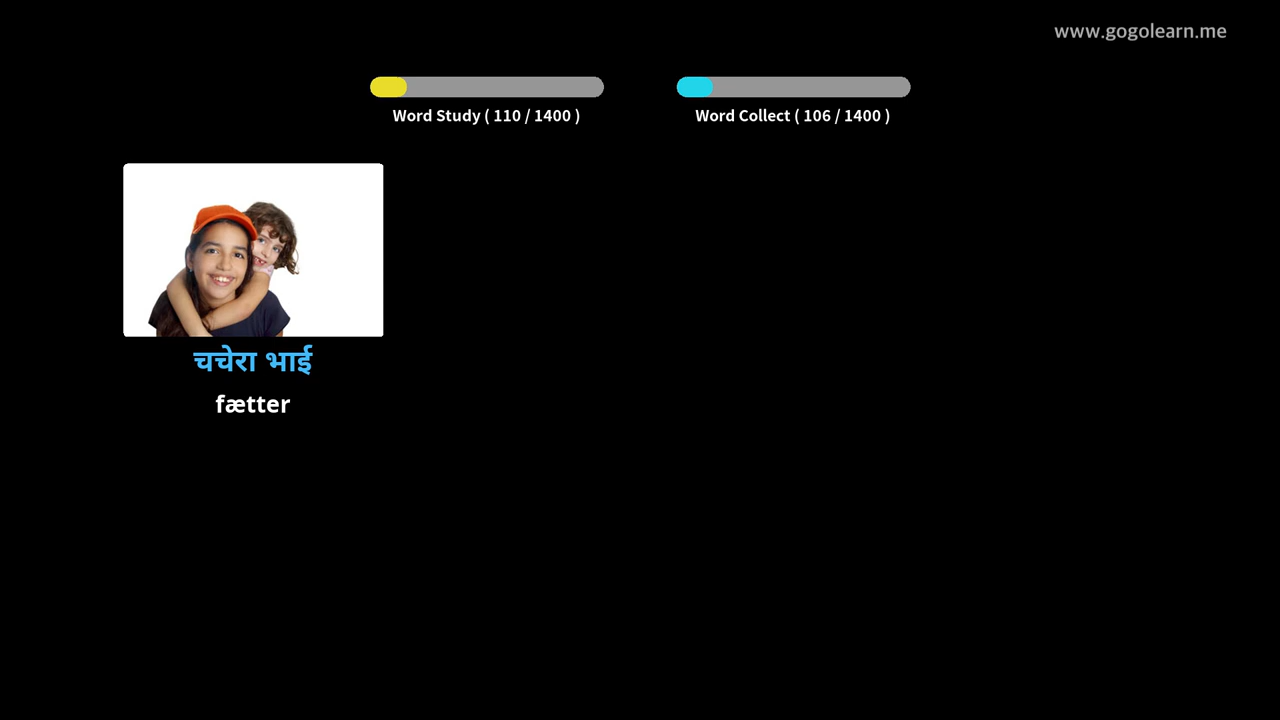 www.gogolearn.me
Word Study ( 110 / 1400 )
Word Collect ( 106 / 1400 )
चचेरा भाई
fætter